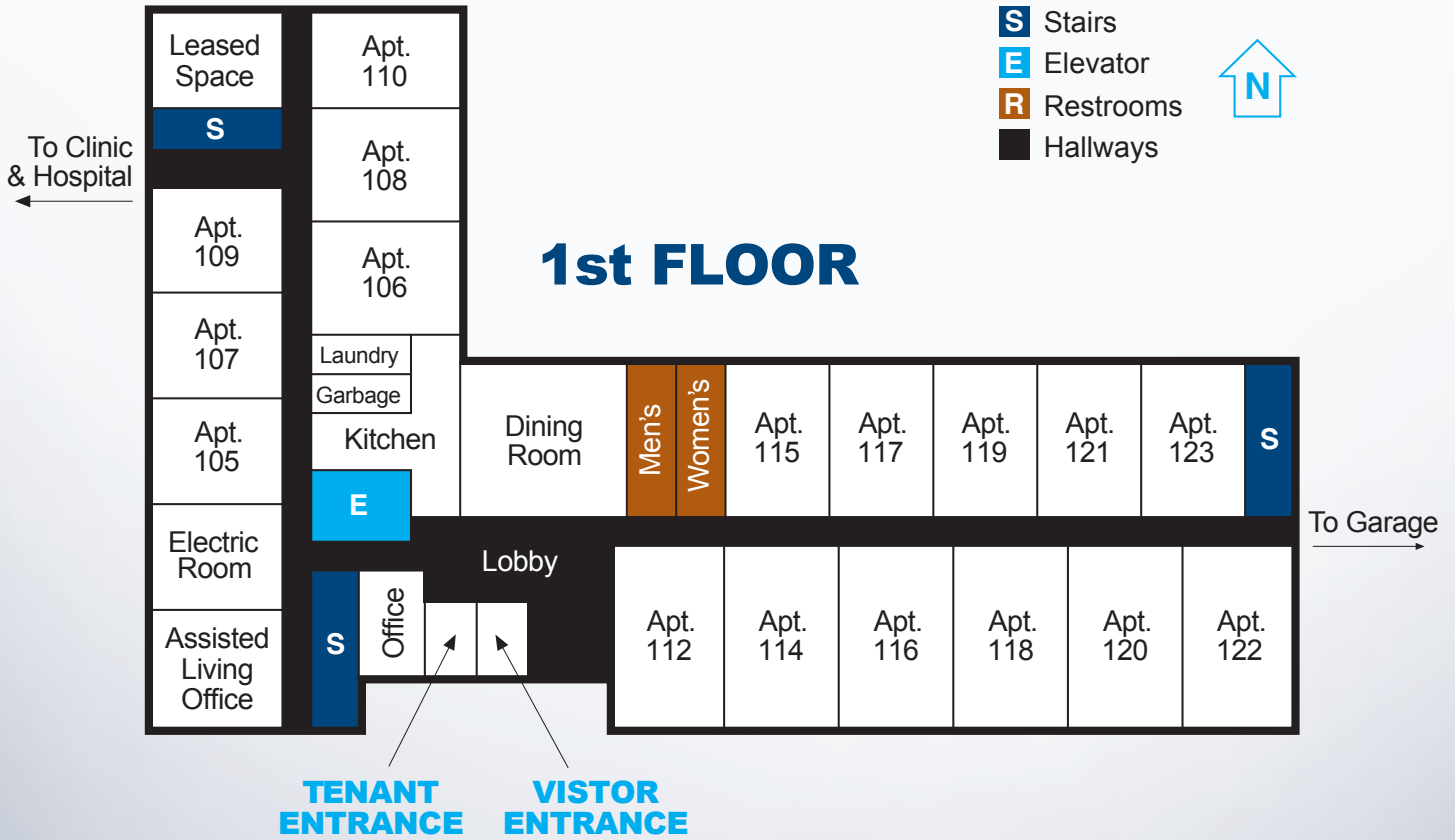 S Stairs
E Elevator
R Restrooms
Hallways
N
Leased
Space
S
To Clinic
& Hospital
Apt.
109
Apt.
107
Apt.
105
Electric
Room
Assisted
Living
Office
Apt.
110
Apt.
108
Apt.
106
1st FLOOR
Laundry
Garbage
Kitchen
E
Dining
Room
Men's
Women's
Apt.
115
Apt.
117
Apt.
119
Apt.
121
Apt.
123
S
To Garage
Lobby
S
Office
Apt.
112
Apt.
114
Apt.
116
Apt.
118
Apt.
120
Apt.
122
TENANT
ENTRANCE
VISTOR
ENTRANCE